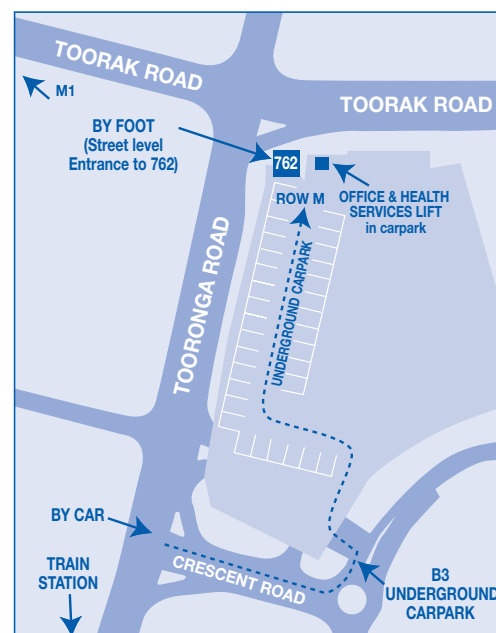 TOORAK ROAD
M1
TOORAK ROAD
BY FOOT
(Street level
Entrance to 762)
762
ROW M
OFFICE & HEALTH
SERVICES LIFT
in carpark
UNDERGROUND CARPARK
TOORONGA ROAD
BY CAR
TRAIN
STATION
CRESCENT ROAD
B3
UNDERGROUND
CARPARK